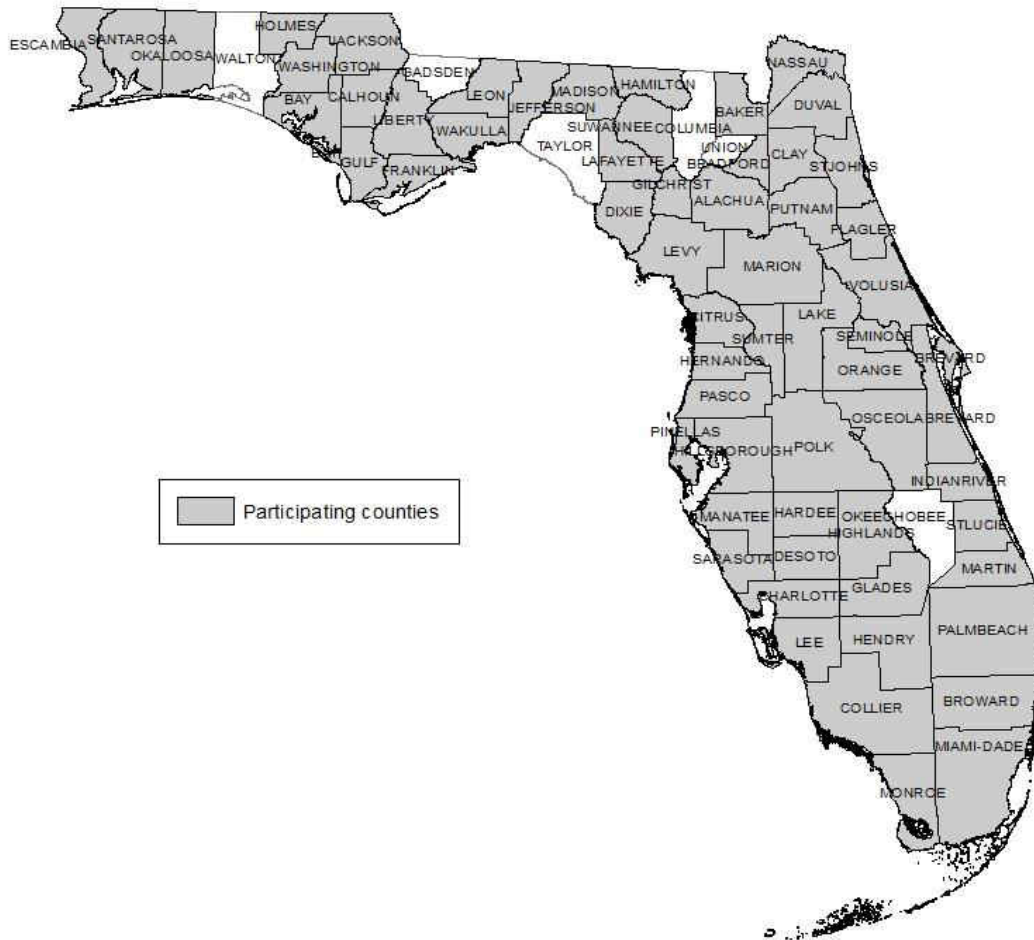 HOLMES
ESCAMBIA
SANTAROSA
OKALOOSA
WALTON
JACKSON
WASHINGTON
GADSDEN
NASSAU
BAY
CALHOUN
LEON
MADISON
HAMILTON
JEFFERSON
BAKER
DUVAL
LIBERTY
WAKULLA
SUWANNEE
COLUMBIA
TAYLOR
UNION
BRADFORD
CLAY
BAY
GULF
FRANKLIN
LAFAYETTE
STJOHNS
GILCHRIST
ALACHUA
DIXIE
PUTNAM
FLAGLER
LEVY
MARION
VOLUSIA
CITRUS
LAKE
SUMTER
SEMINOLE
HERNANDO
BREVARD
ORANGE
PASCO
OSCEOLA
BREVARD
PINELLAS
HILLSBOROUGH
POLK
INDIANRIVER
Participating counties
MANATEE
HARDEE
OKEECHOBEE
HIGHLANDS
STLUCIE
SARASOTA
DESOTO
MARTIN
CHARLOTTE
GLADES
LEE
HENDRY
PALMBEACH
COLLIER
BROWARD
MIAMI-DADE
MONROE